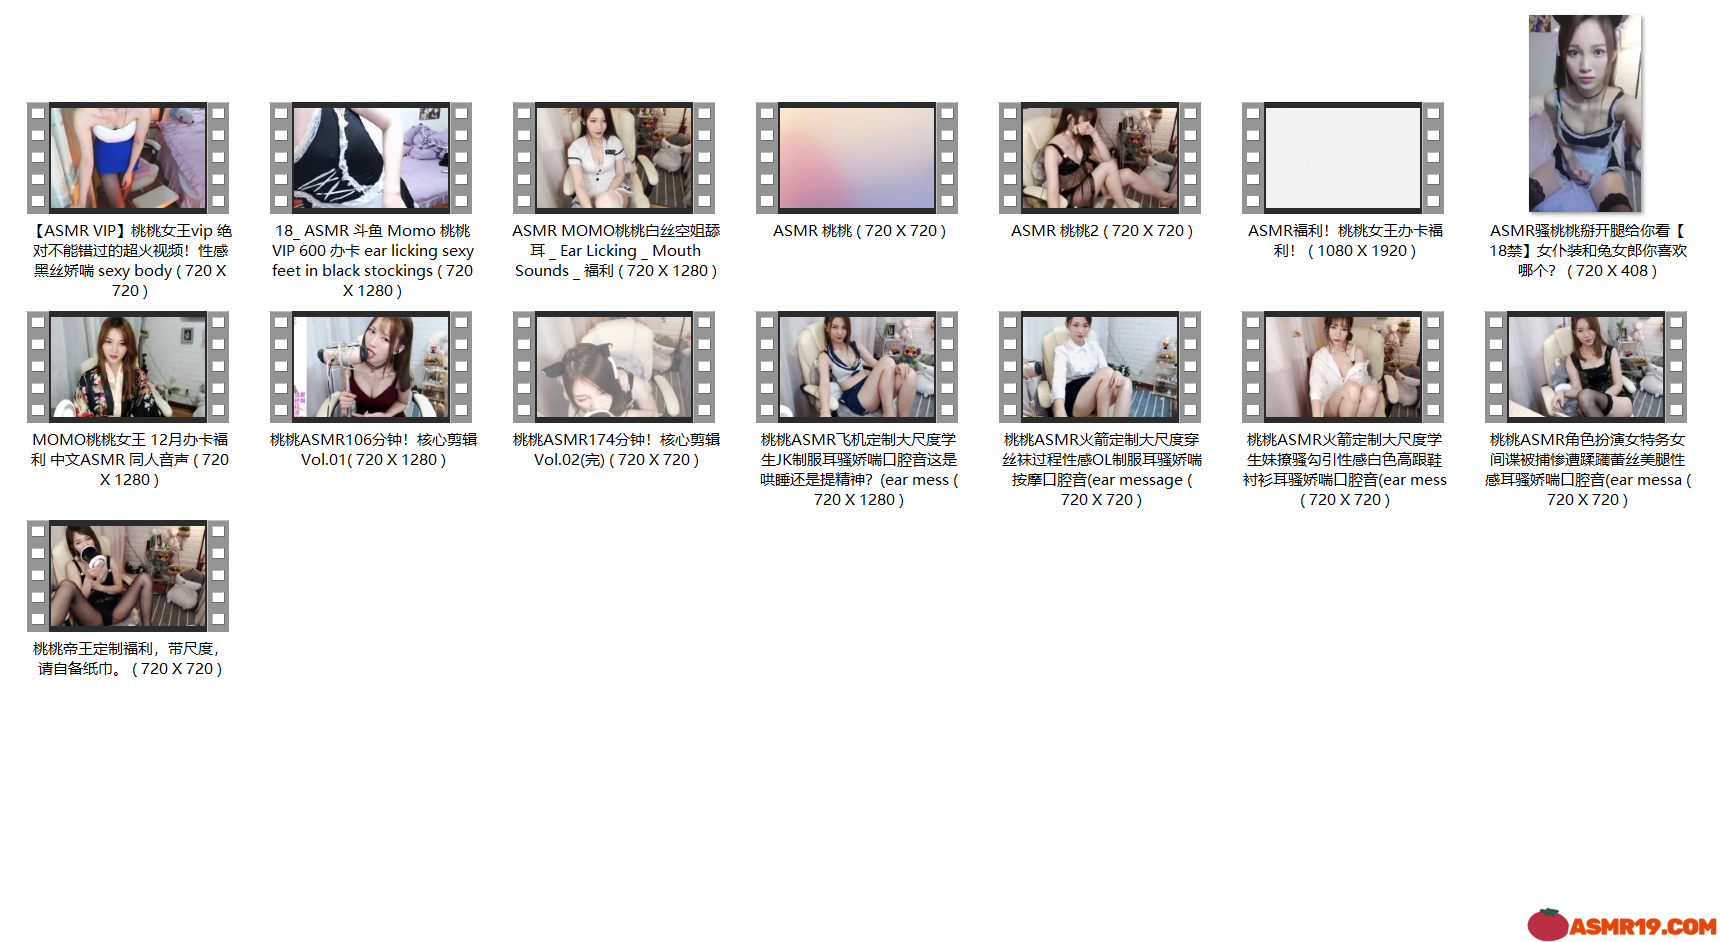 【ASMR VIP】桃桃女王vip 绝
对不能错过的超火视频！性感
黑丝娇喘 sexy body ( 720 X
720 )
18_ ASMR 斗鱼 Momo 桃桃
VIP 600 办卡 ear licking sexy
feet in black stockings ( 720
X 1280 )
ASMR MOMO桃桃白丝空姐舔
耳 _ Ear Licking _ Mouth
Sounds _ 福利 ( 720 X 1280 )
ASMR 桃桃 ( 720 X 720 )
ASMR 桃桃2 ( 720 X 720 )
ASMR福利！桃桃女王办卡福
利！ ( 1080 X 1920 )
ASMR骚桃桃掰开腿给你看【
18禁】女仆装和兔女郎你喜欢
哪个？ ( 720 X 408 )
MOMO桃桃女王 12月办卡福
利 中文ASMR 同人音声 ( 720
X 1280 )
桃桃ASMR106分钟！核心剪辑
Vol.01( 720 X 1280 )
桃桃ASMR174分钟！核心剪辑
Vol.02(完) ( 720 X 720 )
桃桃ASMR飞机定制大尺度学
生JK制服耳骚娇喘口腔音这是
哄睡还是提精神？(ear mess (
720 X 1280 )
桃桃ASMR火箭定制大尺度穿
丝袜过程性感OL制服耳骚娇喘
按摩口腔音(ear message (
720 X 720 )
桃桃ASMR火箭定制大尺度学
生妹撩骚勾引性感白色高跟鞋
衬衫耳骚娇喘口腔音(ear mess
( 720 X 720 )
桃桃ASMR角色扮演女特务女
间谍被捕惨遭蹂躏蕾丝美腿性
感耳骚娇喘口腔音(ear messa (
720 X 720 )
桃桃帝王定制福利，带尺度，
请自备纸巾。 ( 720 X 720 )
ASMR19.COM